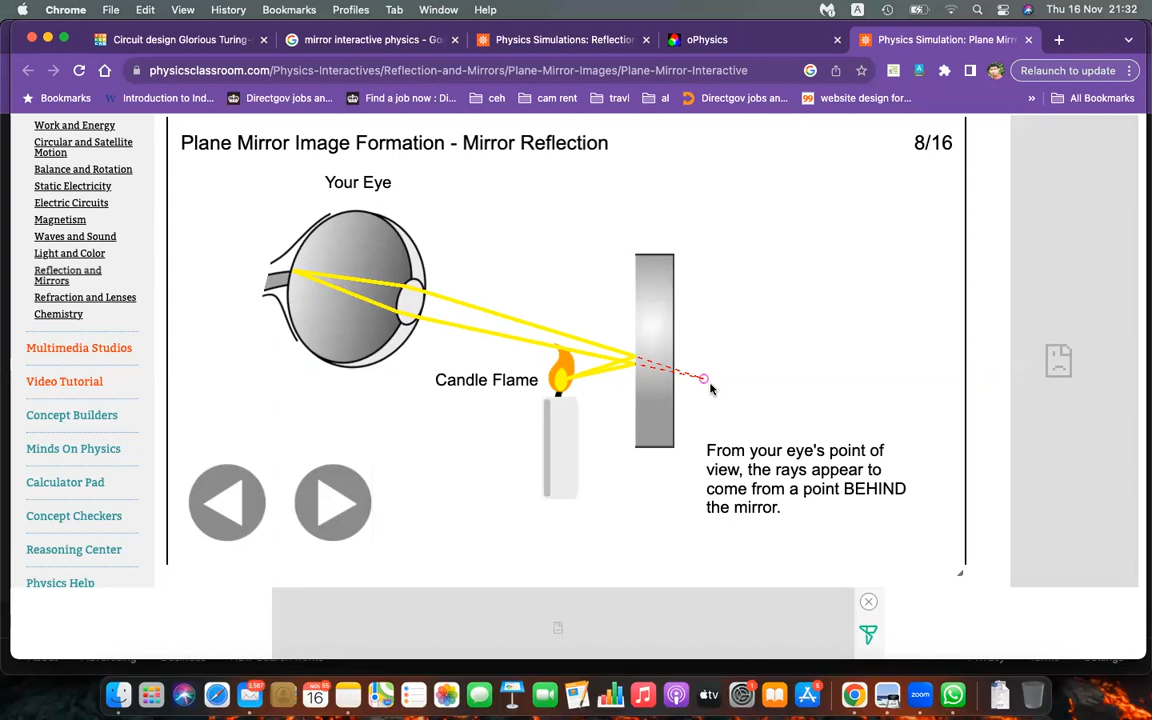 Chrome File Edit View History Bookmarks Profiles Tab Window Help A Thu 16 Nov 21:32
Circuit design Glorious Turing- mirror interactive physics - Go Physics Simulations: Reflection oPhysics Physics Simulation: Plane Mirr
physicsclassroom.com/Physics-Interactives/Reflection-and-Mirrors/Plane-Mirror-Images/Plane-Mirror-Interactive Relaunch to update
Bookmarks Introduction to Ind... Directgov jobs an... Find a job now : Di... ceh cam rent travl al Directgov jobs an... website design for... » All Bookmarks
Work and Energy
Circular and Satellite
Motion
Balance and Rotation
Static Electricity
Electric Circuits
Magnetism
Waves and Sound
Light and Color
Reflection and
Mirrors
Refraction and Lenses
Chemistry
Multimedia Studios
Video Tutorial
Concept Builders
Minds On Physics
Calculator Pad
Concept Checkers
Reasoning Center
Physics Help
Plane Mirror Image Formation - Mirror Reflection 8/16
Your Eye
Candle Flame
From your eye's point of
view, the rays appear to
come from a point BEHIND
the mirror.
3,587
NOV
16
tv
zoom